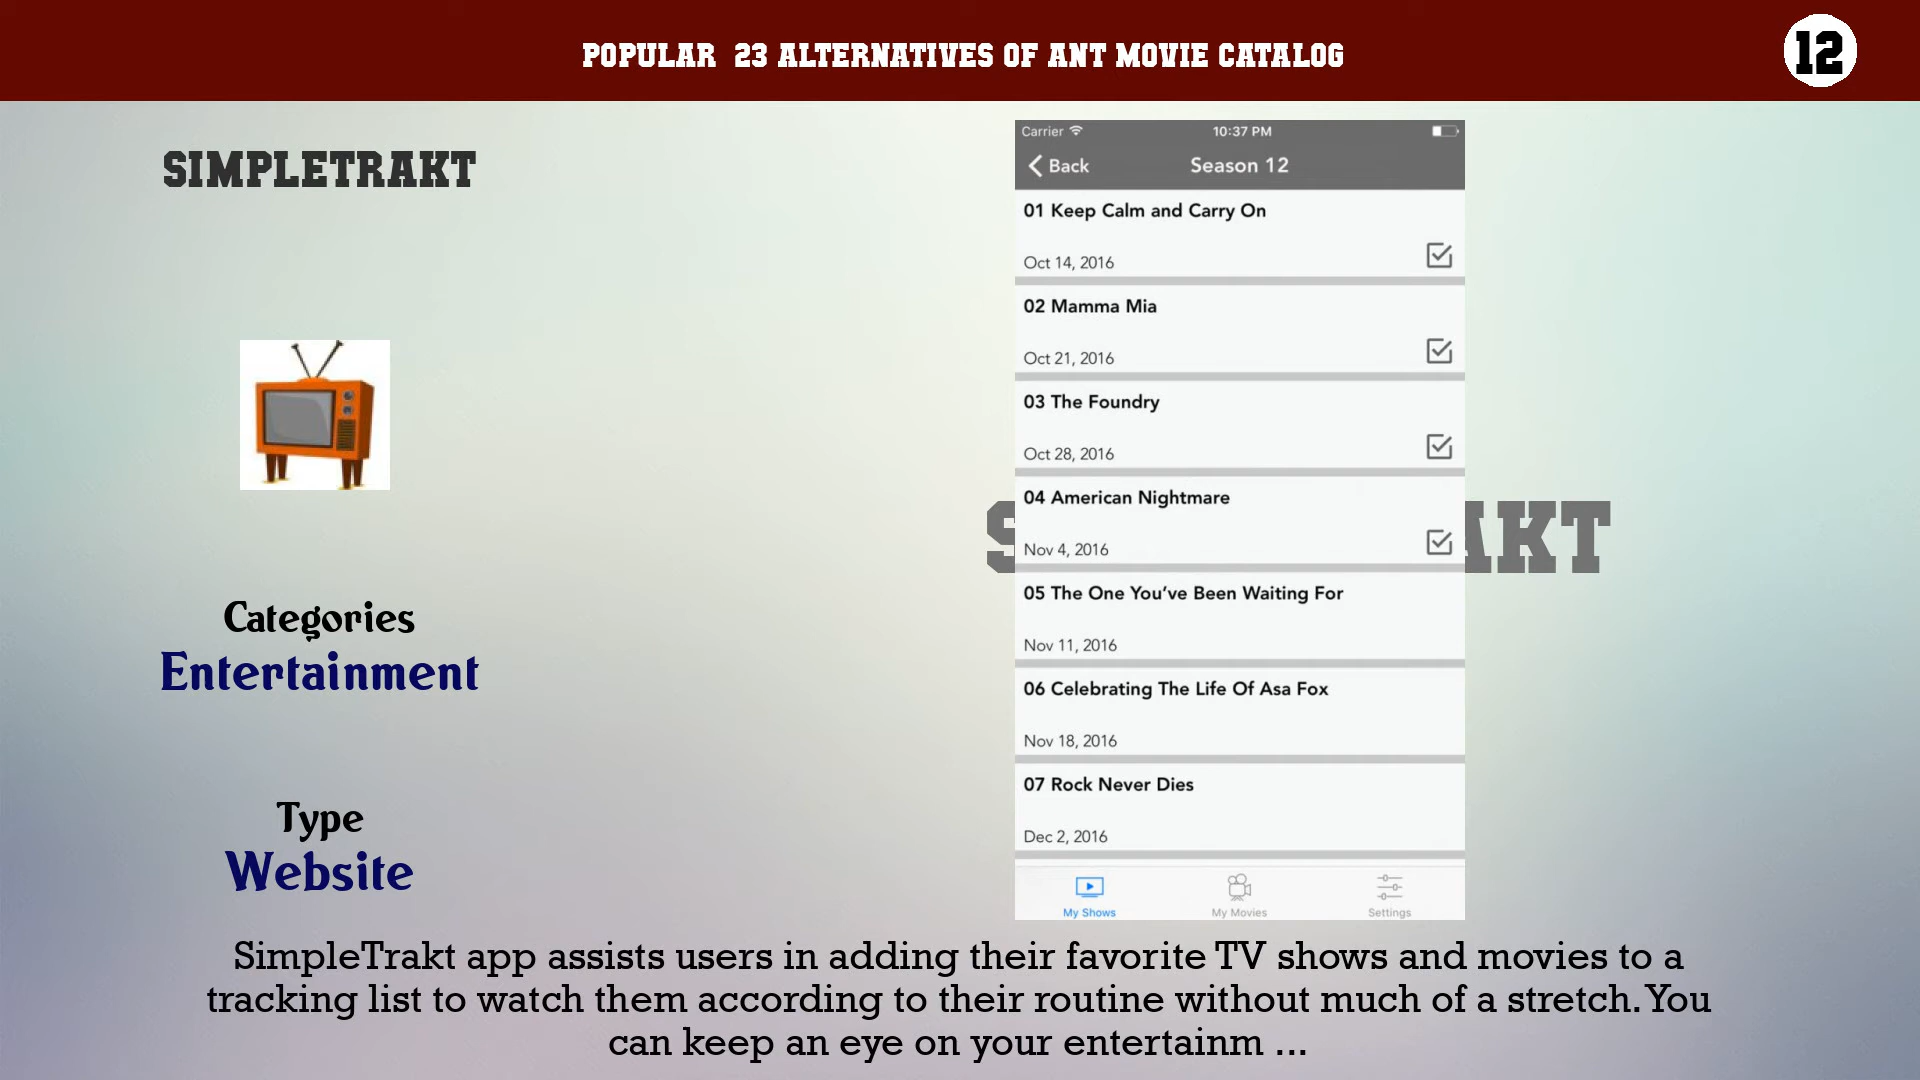 POPULAR 23 ALTERNATIVES OF ANT MOVIE CATALOG
12
SIMPLETRAKT
Categories
Entertainment
Type
Website
Carrier 10:37 PM
Back Season 12
01 Keep Calm and Carry On
Oct 14, 2016
02 Mamma Mia
Oct 21, 2016
03 The Foundry
Oct 28, 2016
04 American Nightmare
Nov 4, 2016
05 The One You've Been Waiting For
Nov 11, 2016
06 Celebrating The Life Of Asa Fox
Nov 18, 2016
07 Rock Never Dies
Dec 2, 2016
My Shows My Movies Settings
SimpleTrakt app assists users in adding their favorite TV shows and movies to a
tracking list to watch them according to their routine without much of a stretch. You
can keep an eye on your entertainm ...